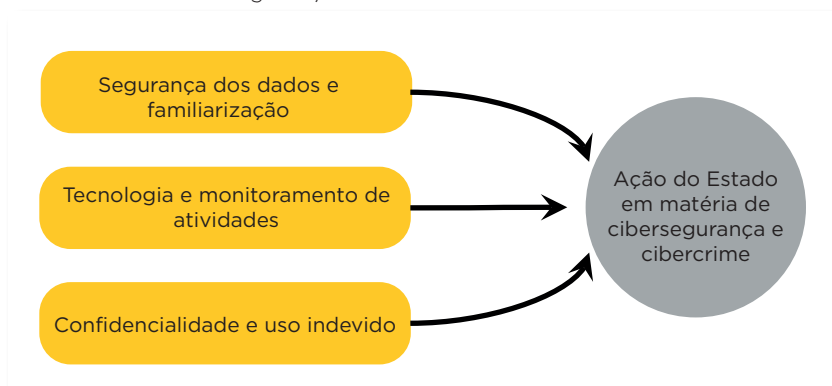 Segurança dos dados e
familiarização
Tecnologia e monitoramento de
atividades
Confidencialidade e uso indevido
Ação do Estado
em matéria de
cibersegurança e
cibercrime